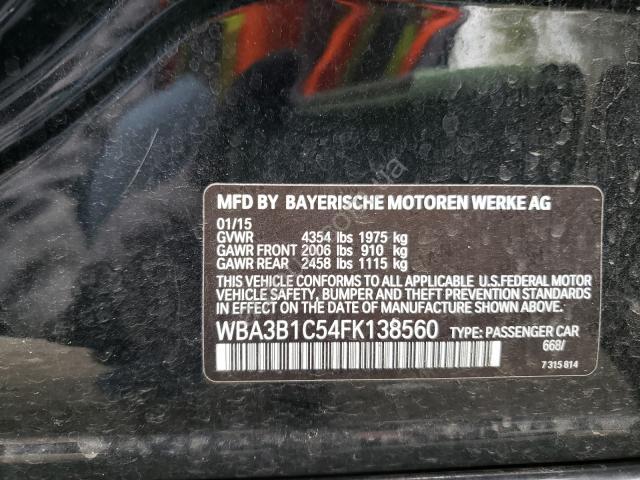 MFD BY BAYERISCHE MOTOREN WERKE AG
01/15
GVWR 4354 lbs 1975 kg
GAWR FRONT 2006 lbs 910 kg
GAWR REAR 2458 lbs 1115 kg
THIS VEHICLE CONFORMS TO ALL APPLICABLE U.S.FEDERAL MOTOR
VEHICLE SAFETY, BUMPER AND THEFT PREVENTION STANDARDS
IN EFFECT ON THE DATE OF MANUFACTURE SHOWN ABOVE.
WBA3B1C54FK138560 TYPE: PASSENGER CAR
668/
7 315 814